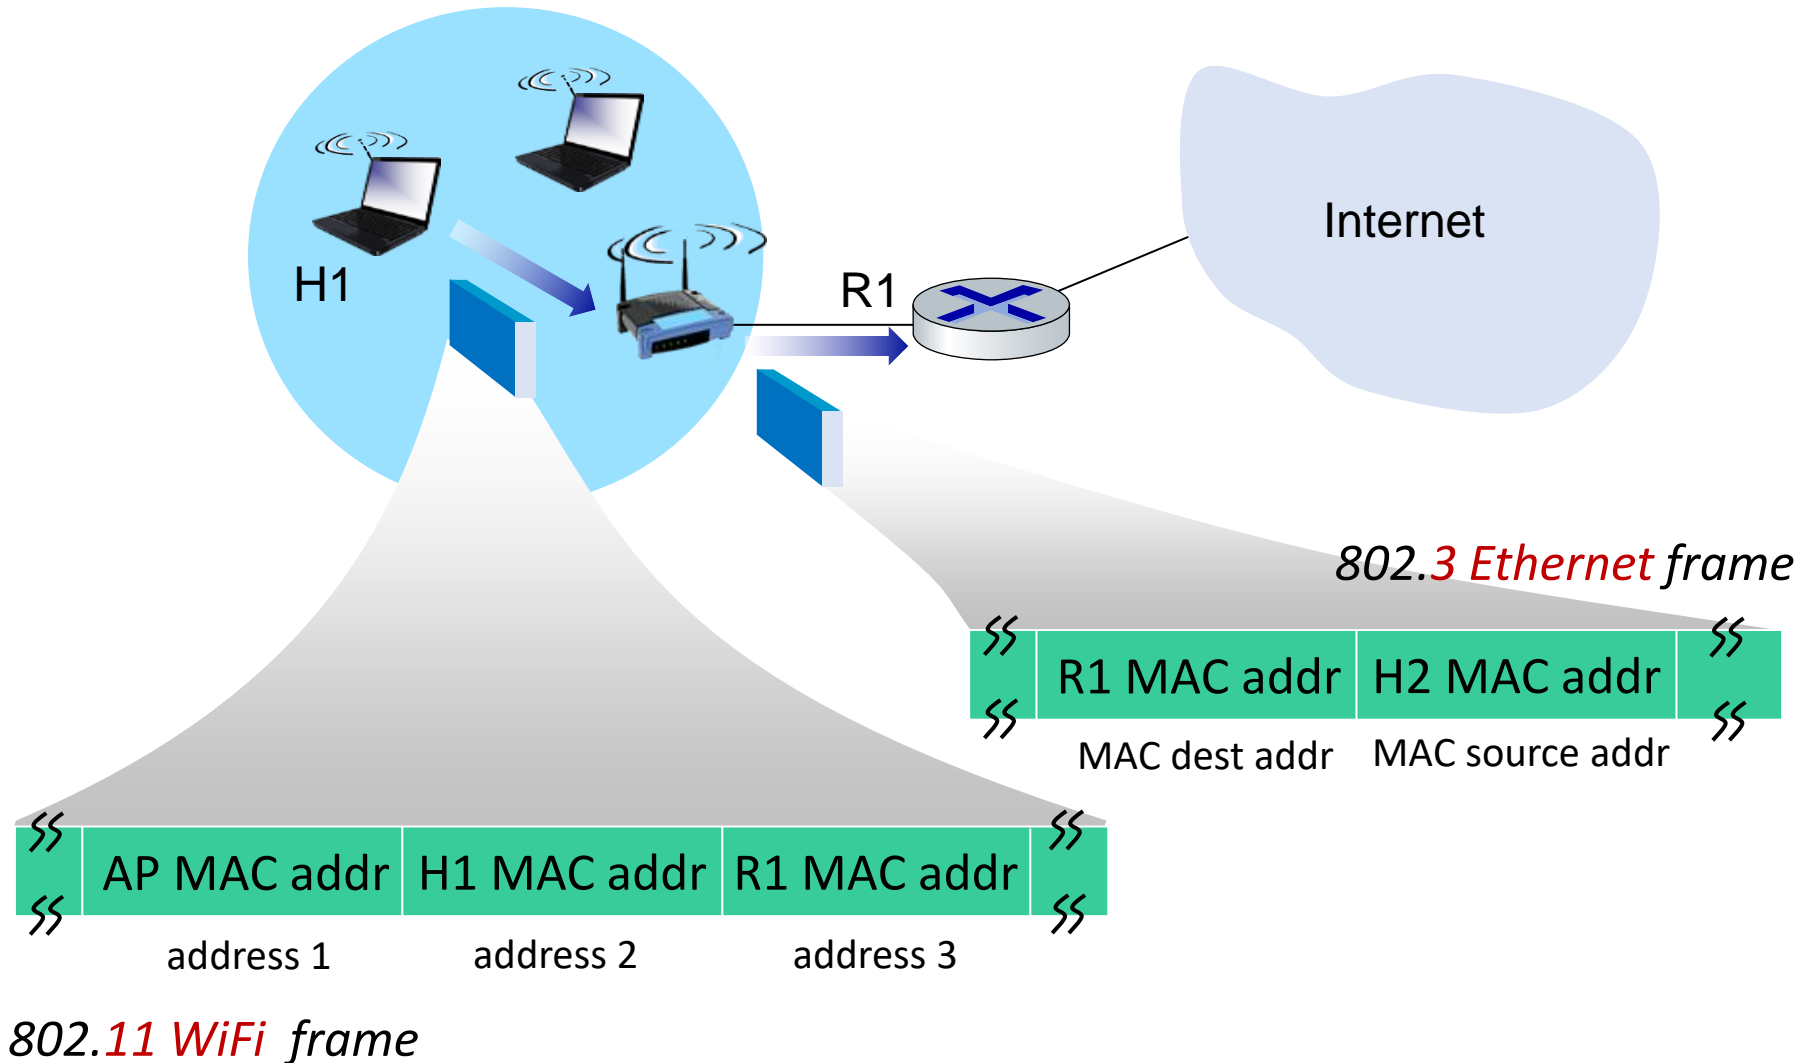 Internet
H1
R1
802.3 Ethernet frame
R1 MAC addr H2 MAC addr
MAC dest addr MAC source addr
AP MAC addr H1 MAC addr R1 MAC addr
address 1 address 2 address 3
802.11 WiFi frame